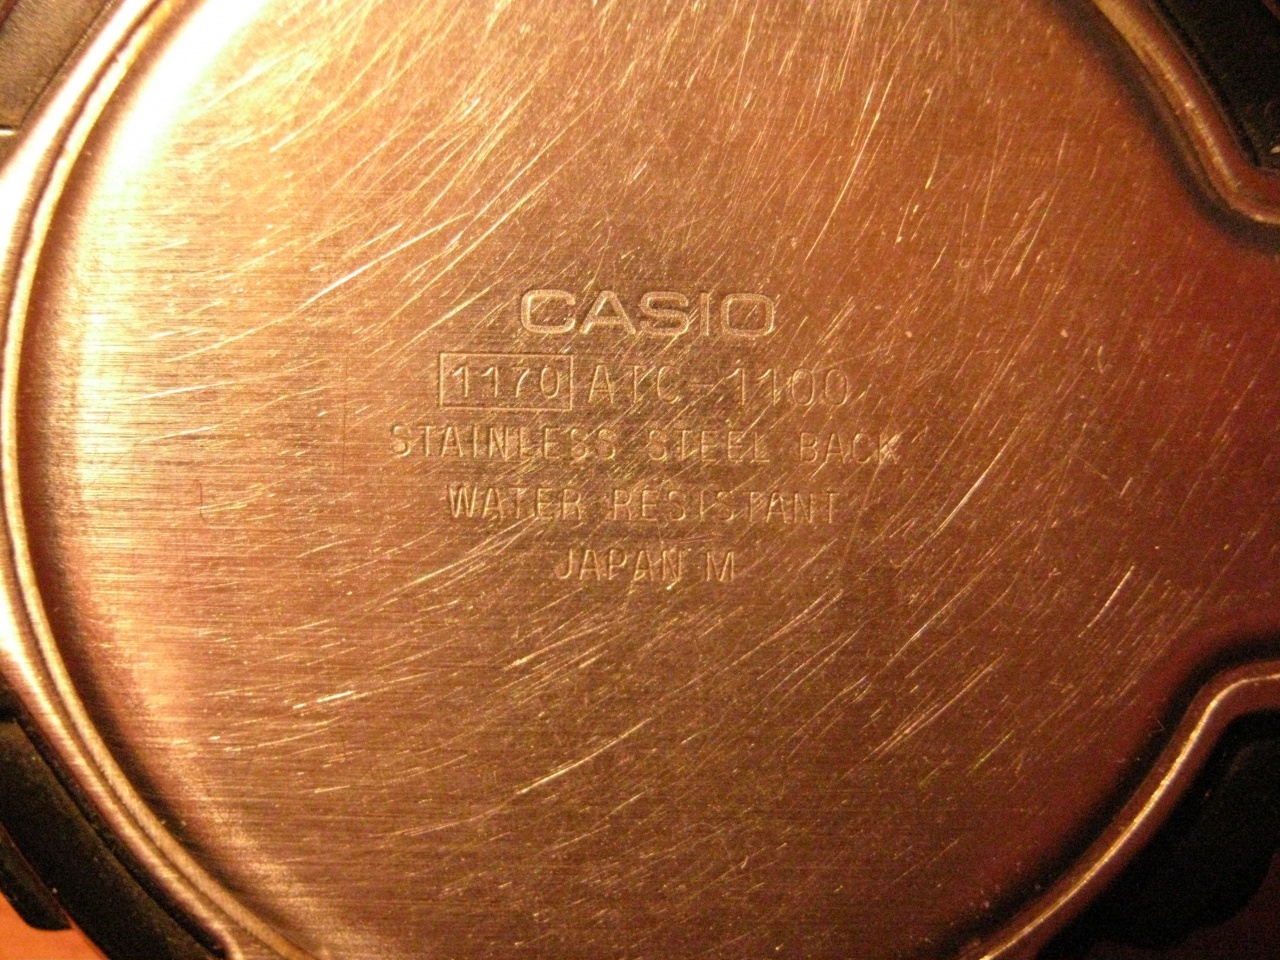 CASIO
1170 ATC-1100
STAINLESS STEEL BACK
WATER RESISTANT
JAPAN M